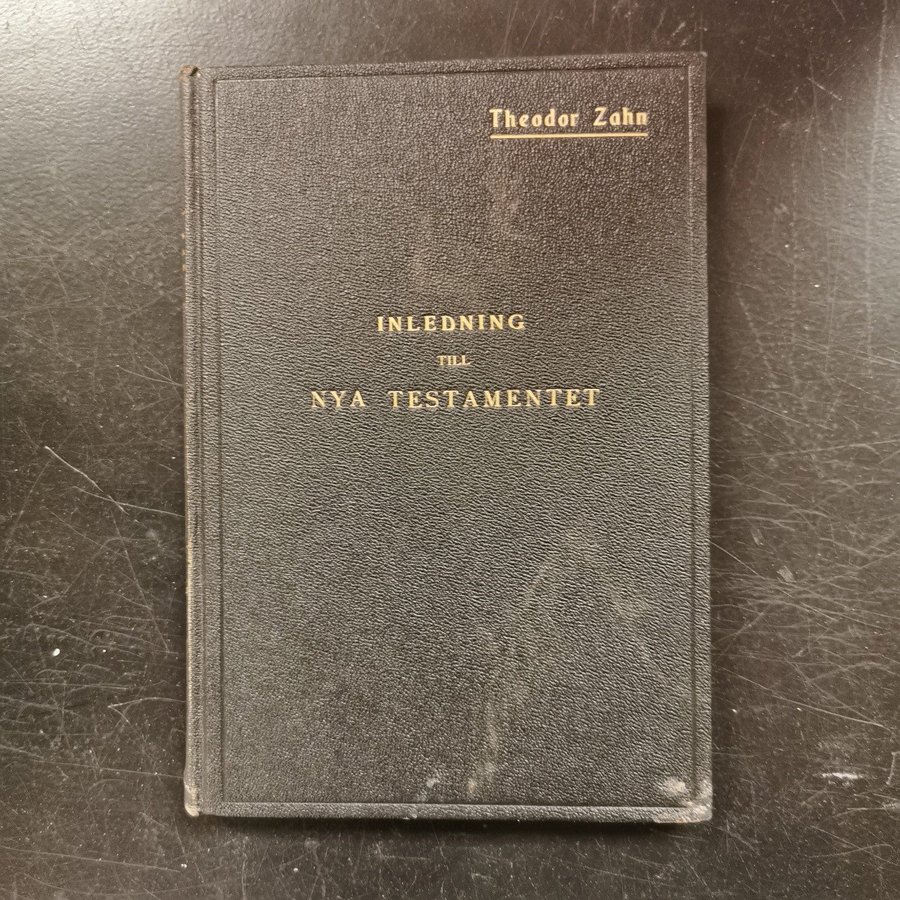 Theodor Zahn
INLEDNING
TILL
NYA TESTAMENTET